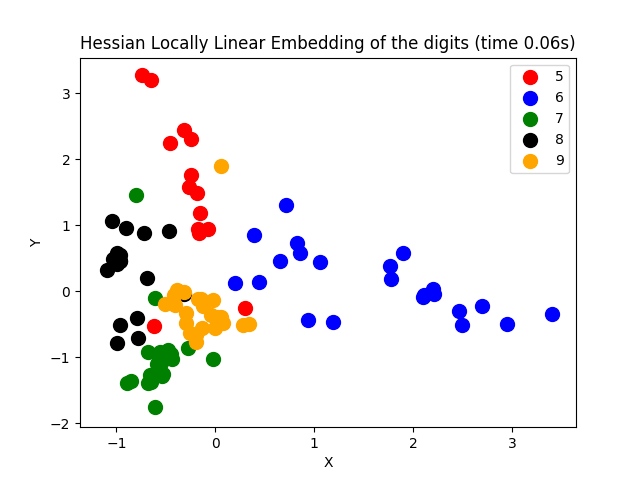 Hessian Locally Linear Embedding of the digits (time 0.06s)
3
2
1
0
−1
−2
Y
−1 0 1 2 3
X
5
6
7
8
9